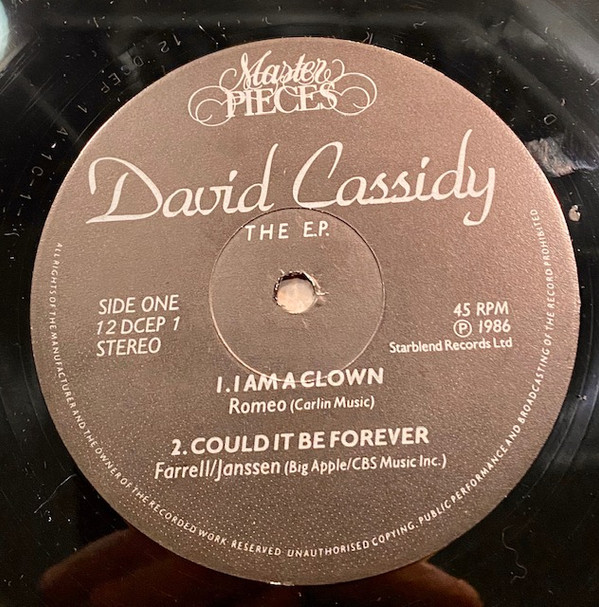 Master
PIECES
David Cassidy
THE E.P.
SIDE ONE
12 DCEP 1
STEREO
45 RPM
Ⓟ 1986
Starblend Records Ltd
1. I AM A CLOWN
Romeo (Carlin Music)
2. COULD IT BE FOREVER
Farrell/Janssen (Big Apple/CBS Music Inc.)
ALL RIGHTS OF THE MANUFACTURER AND THE OWNER OF THE RECORDED WORK RESERVED UNAUTHORISED COPYING, PUBLIC PERFORMANCE AND BROADCASTING OF THE RECORD PROHIBITED